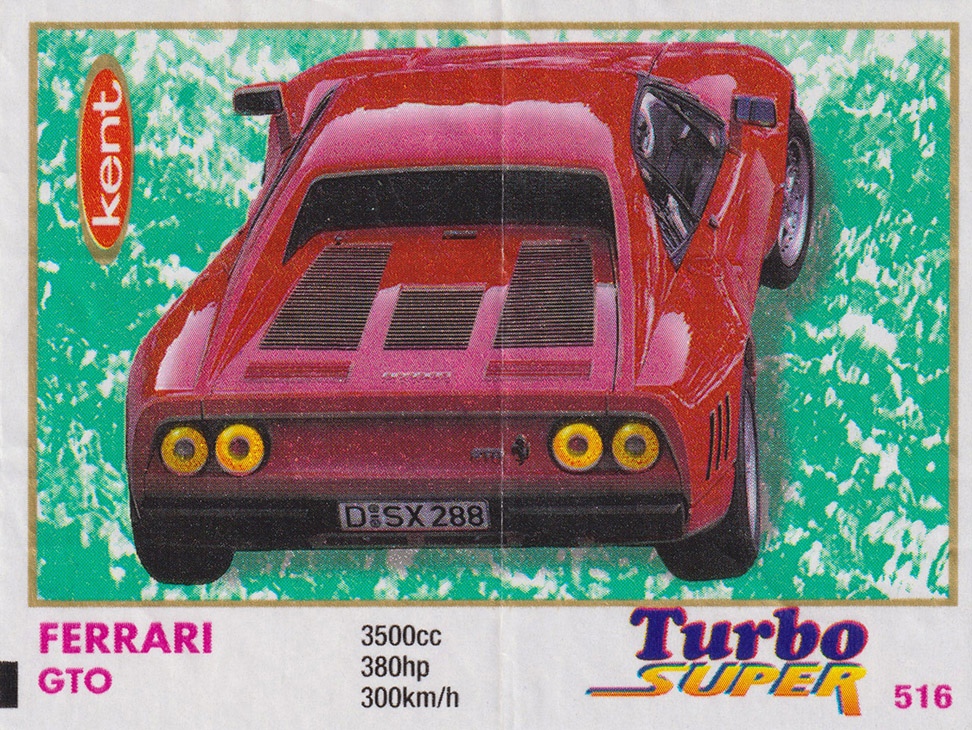 kent
D SX 288
FERRARI
GTO
3500cc
380hp
300km/h
Turbo
SUPER
516